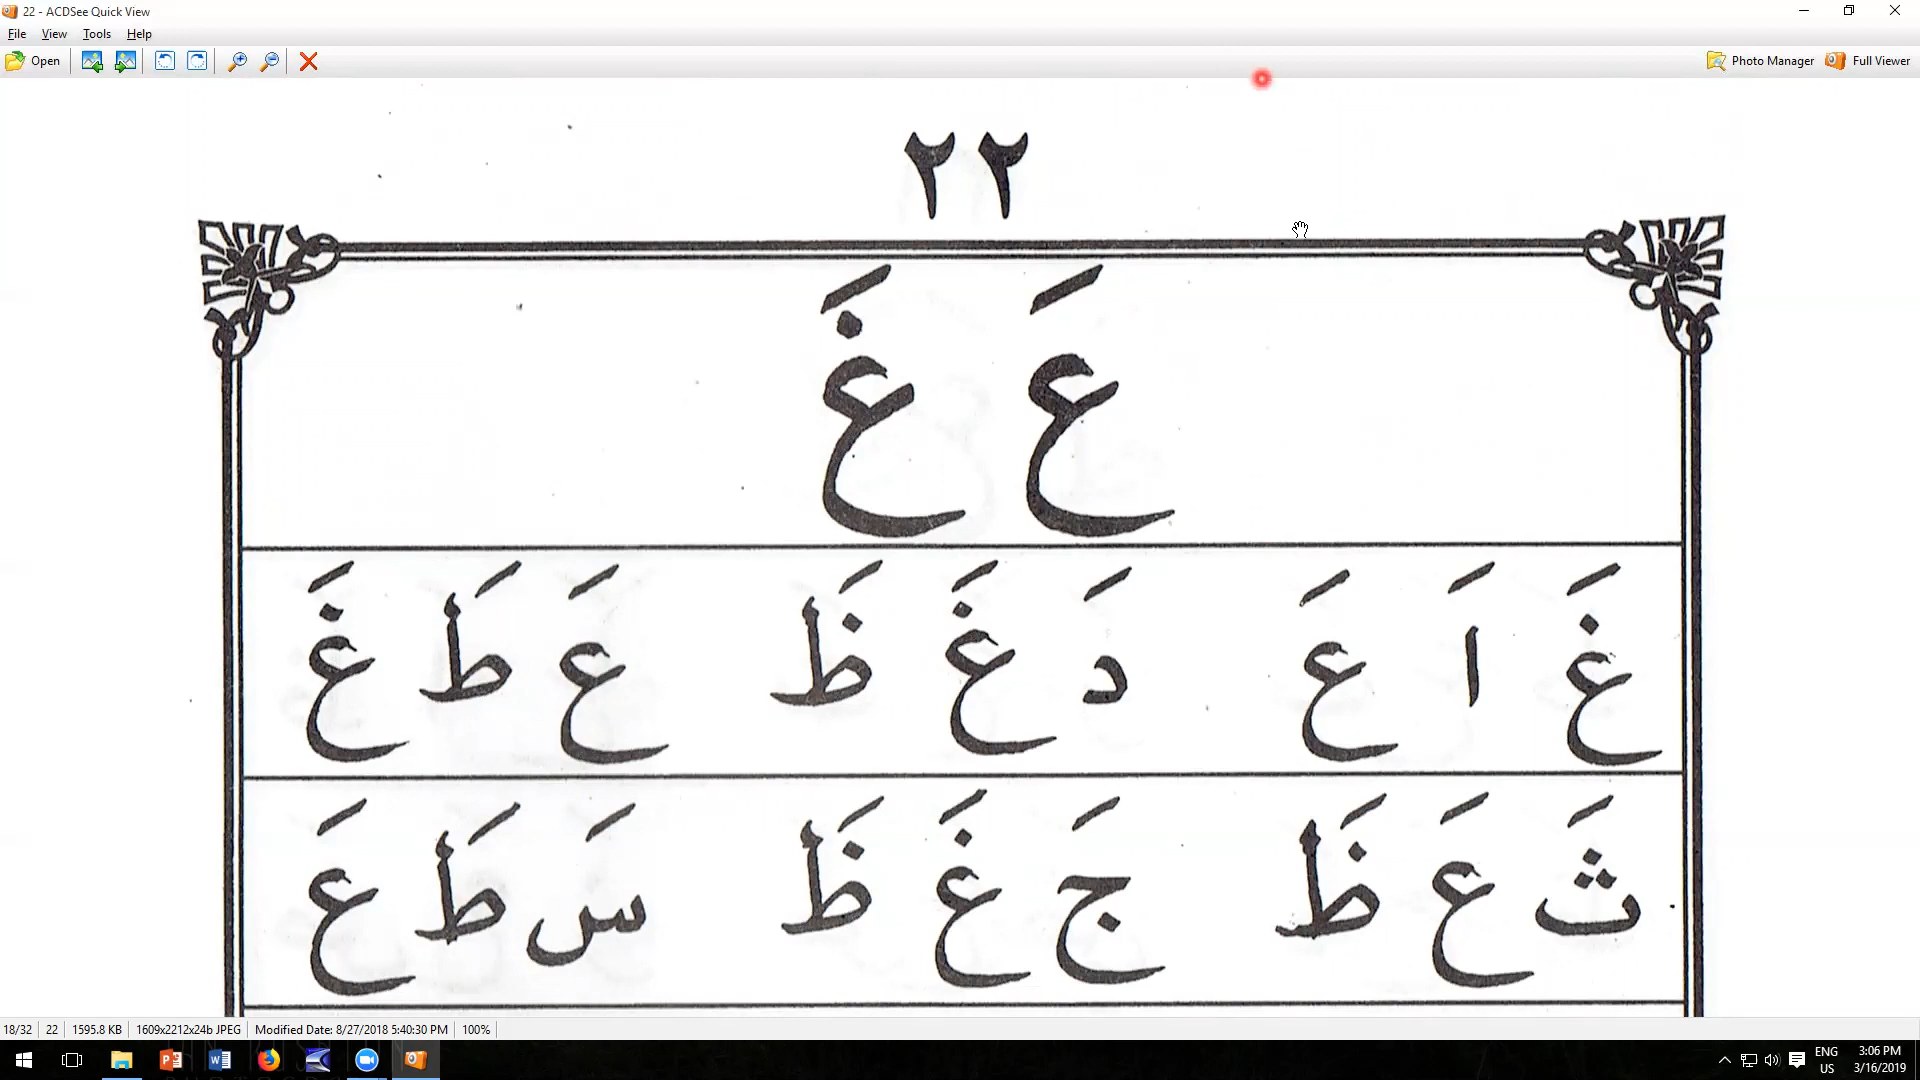 22 - ACDSee Quick View
File View Tools Help
Open Photo Manager Full Viewer
٢٢
عَ غَ
غَ اَ عَ دَ غَ ظَ عَ طَ غَ
ثَ عَ ظَ جَ غَ ظَ سَ طَ عَ
18/32 22 1595.8 KB 1609x2212x24b JPEG Modified Date: 8/27/2018 5:40:30 PM 100%
ENG 3:06 PM
US 3/16/2019